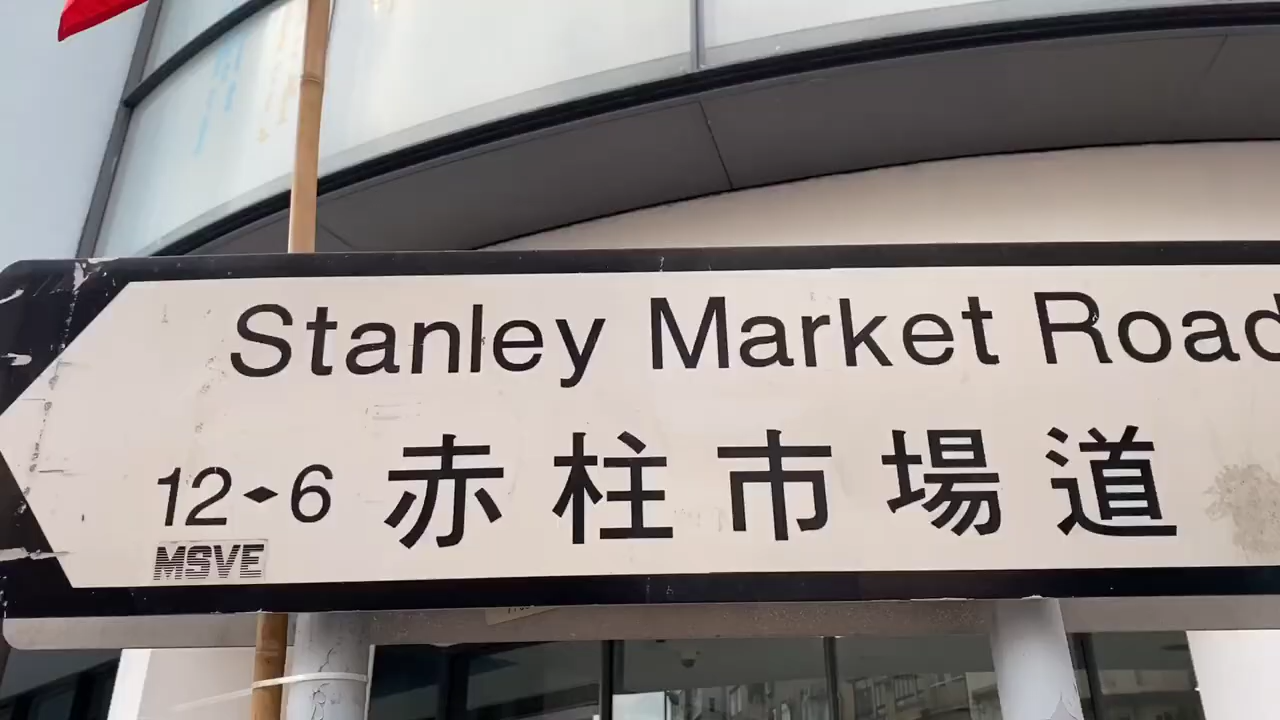 Stanley Market Road
12◂▸6 赤柱市場道
MSVE